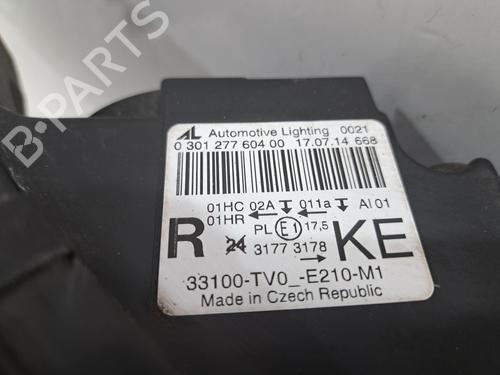 B-PARTS
AL Automotive Lighting 0021
0 301 277 604 00 17.07.14 668
01HC 02A 011a AI 01
01HR
PL E1 17,5
R 24 3177 3178 KE
33100-TV0_-E210-M1
Made in Czech Republic